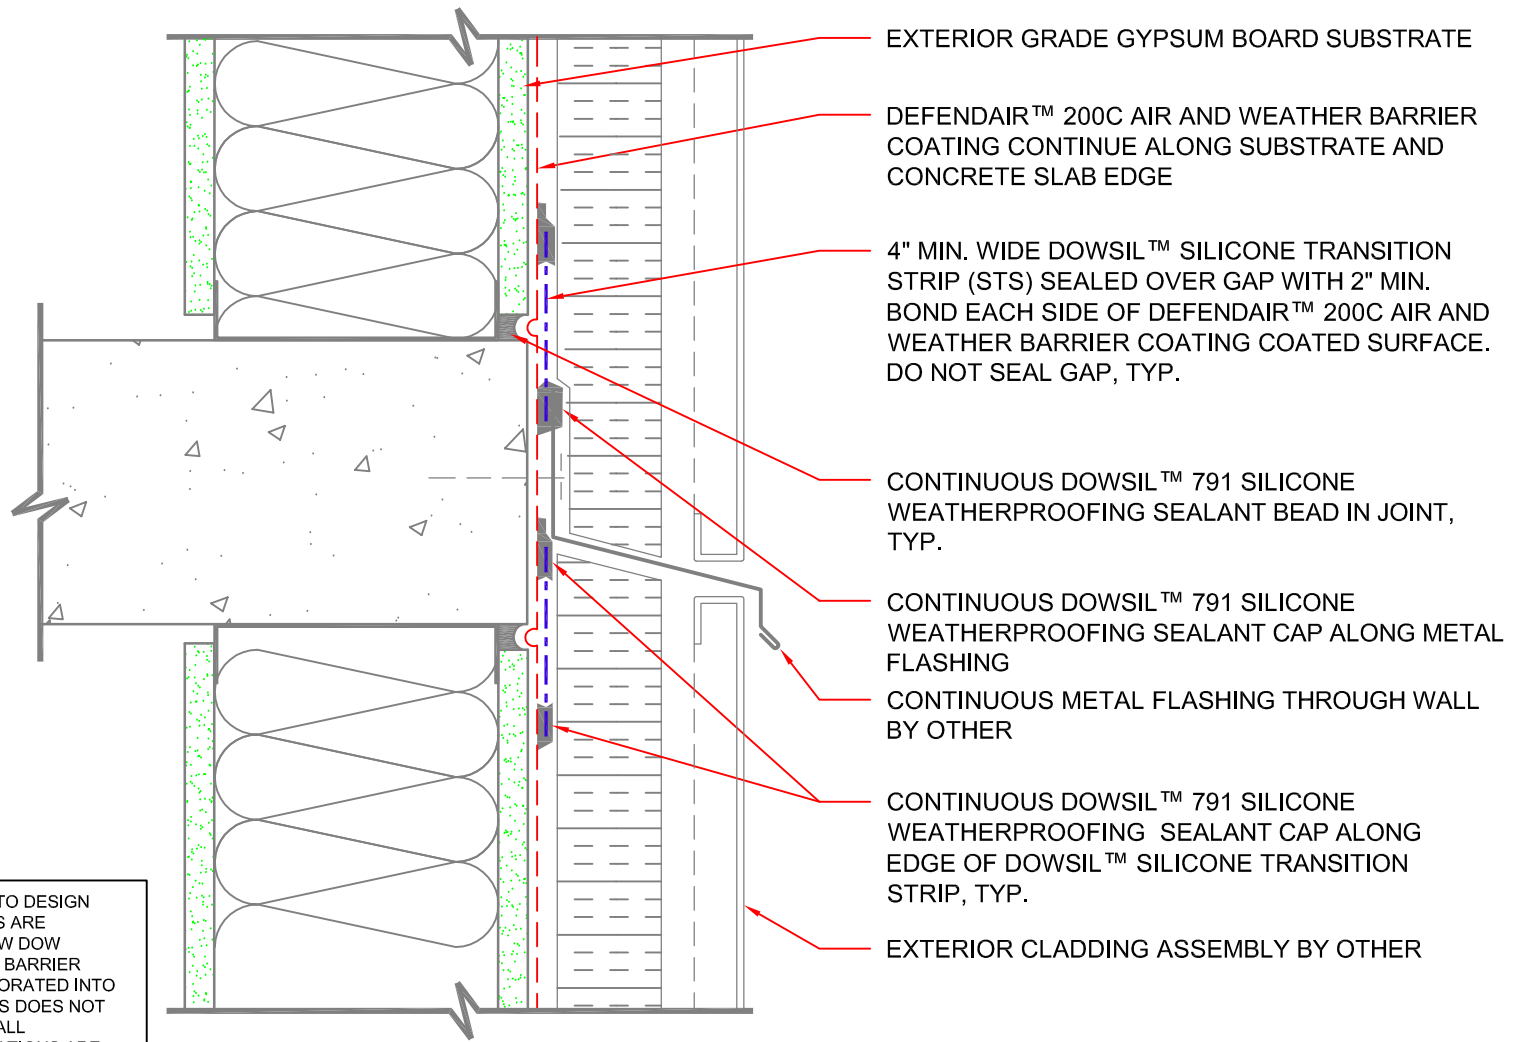 EXTERIOR GRADE GYPSUM BOARD SUBSTRATE
DEFENDAIR™ 200C AIR AND WEATHER BARRIER
COATING CONTINUE ALONG SUBSTRATE AND
CONCRETE SLAB EDGE
4" MIN. WIDE DOWSIL™ SILICONE TRANSITION
STRIP (STS) SEALED OVER GAP WITH 2" MIN.
BOND EACH SIDE OF DEFENDAIR™ 200C AIR AND
WEATHER BARRIER COATING COATED SURFACE.
DO NOT SEAL GAP, TYP.
CONTINUOUS DOWSIL™ 791 SILICONE
WEATHERPROOFING SEALANT BEAD IN JOINT,
TYP.
CONTINUOUS DOWSIL™ 791 SILICONE
WEATHERPROOFING SEALANT CAP ALONG METAL
FLASHING
CONTINUOUS METAL FLASHING THROUGH WALL
BY OTHER
CONTINUOUS DOWSIL™ 791 SILICONE
WEATHERPROOFING SEALANT CAP ALONG
EDGE OF DOWSIL™ SILICONE TRANSITION
STRIP, TYP.
EXTERIOR CLADDING ASSEMBLY BY OTHER
TO DESIGN
ARE
DOW
BARRIER
INTO
DOES NOT